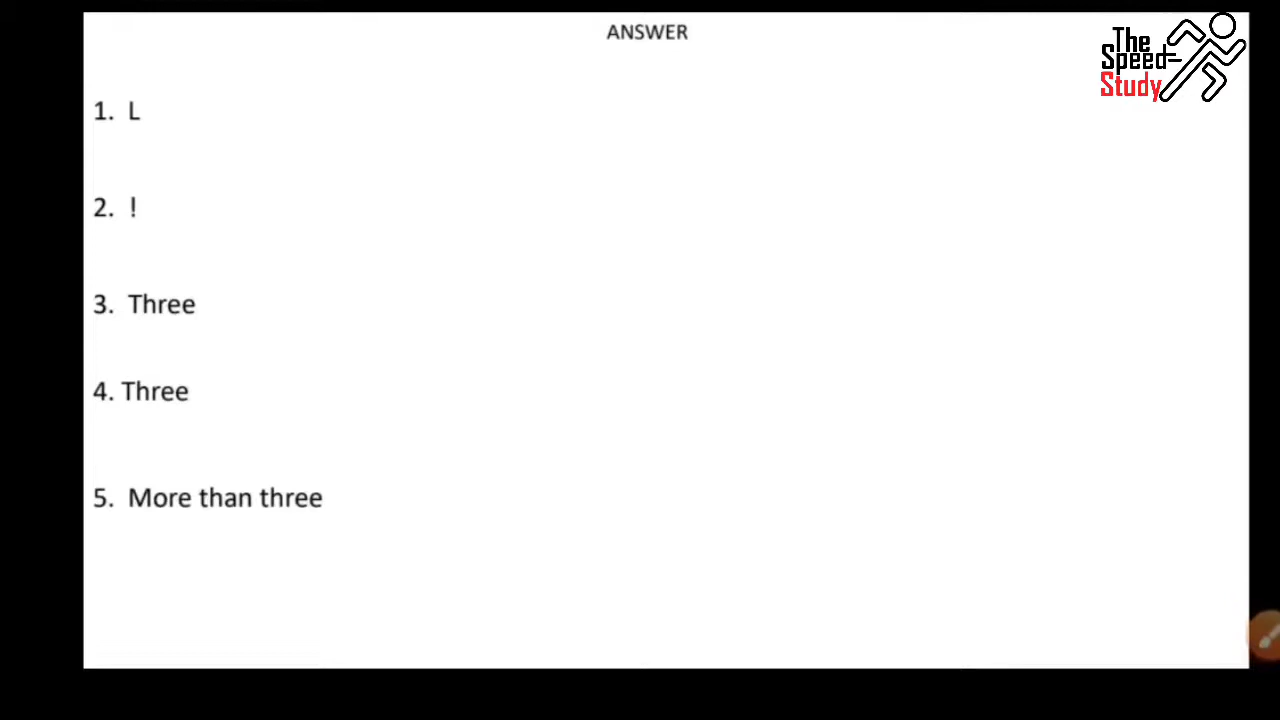 ANSWER
The
Speed-
Study
1. L
2. !
3. Three
4. Three
5. More than three